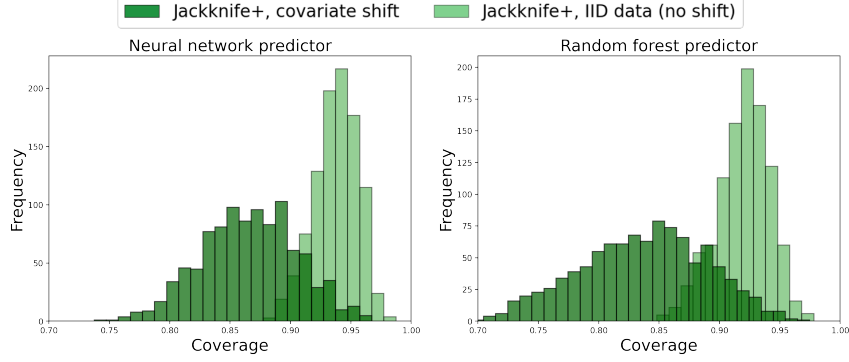 Jackknife+, covariate shift Jackknife+, IID data (no shift)
Neural network predictor
Frequency
200
150
100
50
0
0.70 0.75 0.80 0.85 0.90 0.95 1.00
Coverage
Random forest predictor
Frequency
200
175
150
125
100
75
50
25
0
0.70 0.75 0.80 0.85 0.90 0.95 1.00
Coverage